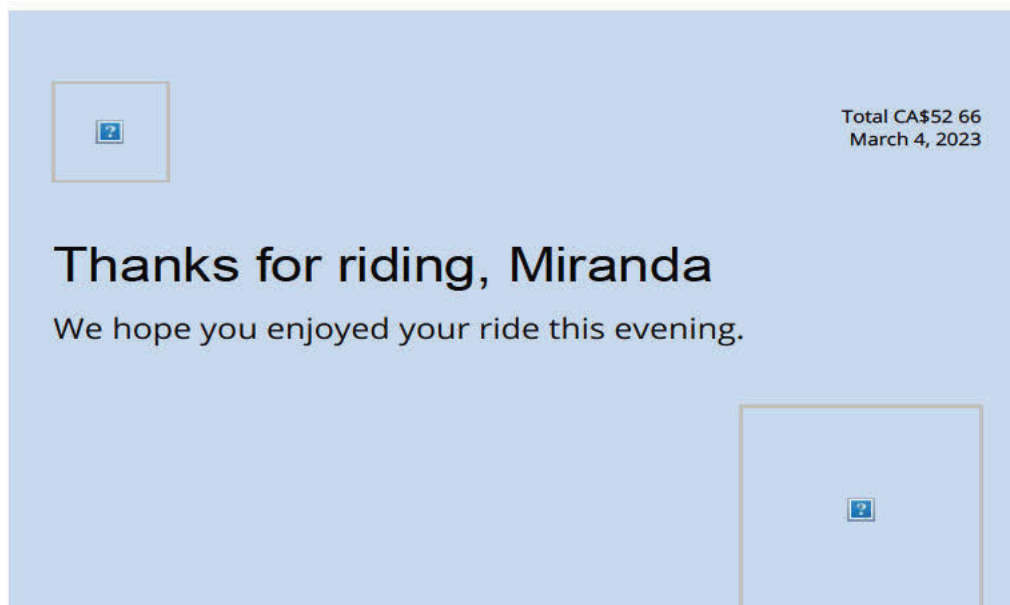 Total CA$52 66
March 4, 2023
Thanks for riding, Miranda
We hope you enjoyed your ride this evening.